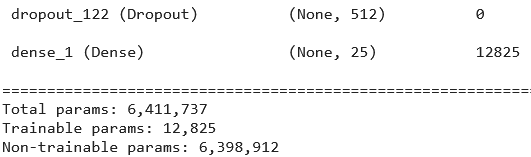 dropout_122 (Dropout) (None, 512) 0
dense_1 (Dense) (None, 25) 12825
=================================================================
Total params: 6,411,737
Trainable params: 12,825
Non-trainable params: 6,398,912